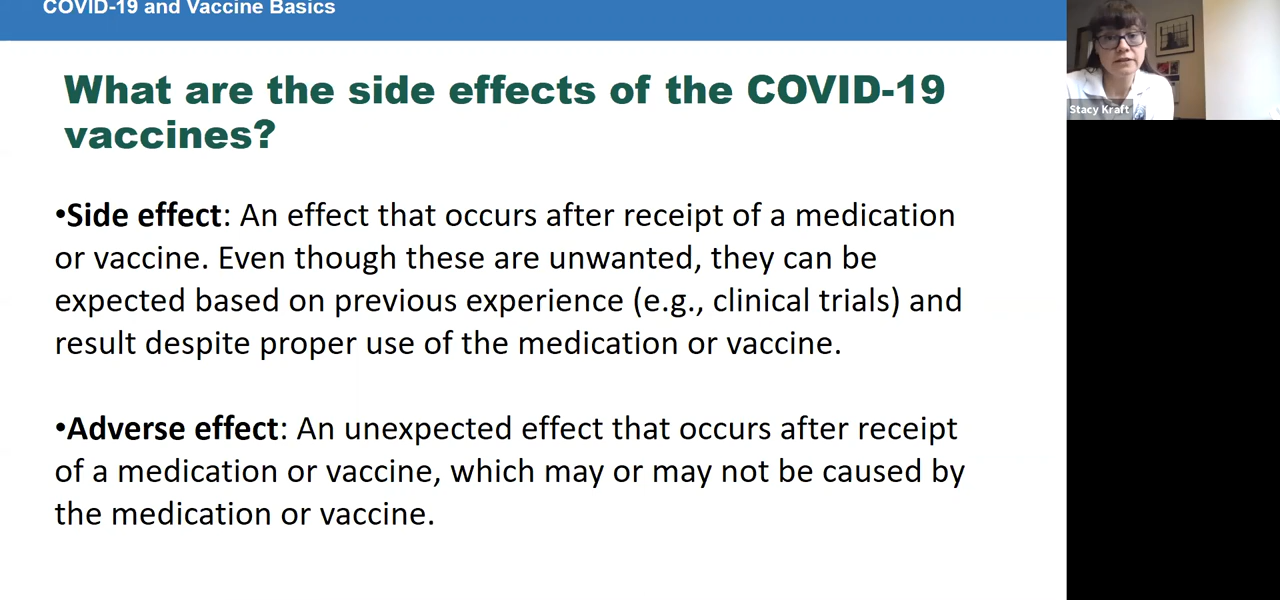 COVID-19 and Vaccine Basics
What are the side effects of the COVID-19
vaccines?
•Side effect: An effect that occurs after receipt of a medication
or vaccine. Even though these are unwanted, they can be
expected based on previous experience (e.g., clinical trials) and
result despite proper use of the medication or vaccine.
•Adverse effect: An unexpected effect that occurs after receipt
of a medication or vaccine, which may or may not be caused by
the medication or vaccine.
Stacy Kraft